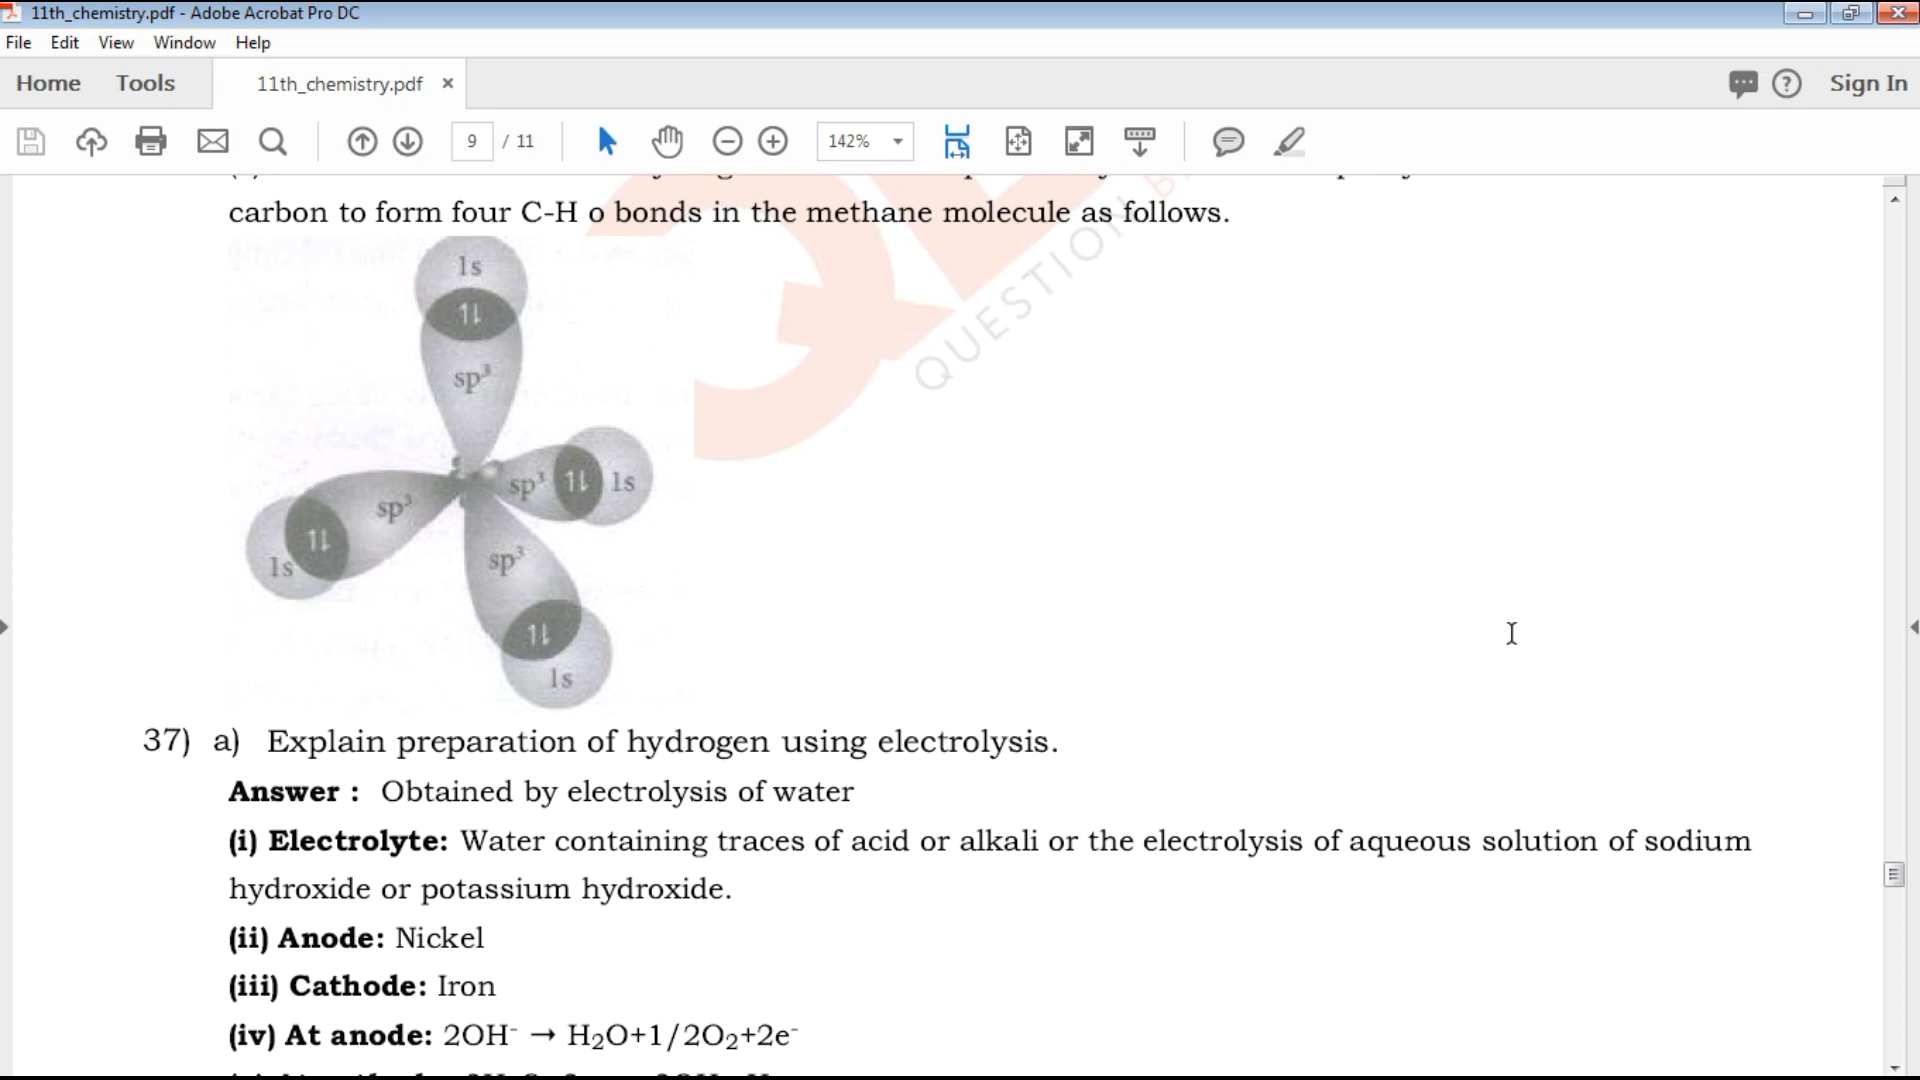 11th_chemistry.pdf - Adobe Acrobat Pro DC
File Edit View Window Help
Home Tools 11th_chemistry.pdf × Sign In
9 / 11 142%
carbon to form four C-H o bonds in the methane molecule as follows.
QUESTION B
1s
1⇂
sp³
sp³ 1⇂ 1s
sp³
1⇂
1s
sp³
1⇂
1s
37) a) Explain preparation of hydrogen using electrolysis.
Answer : Obtained by electrolysis of water
(i) Electrolyte: Water containing traces of acid or alkali or the electrolysis of aqueous solution of sodium
hydroxide or potassium hydroxide.
(ii) Anode: Nickel
(iii) Cathode: Iron
(iv) At anode: 2OH⁻ → H₂O+1/2O₂+2e⁻